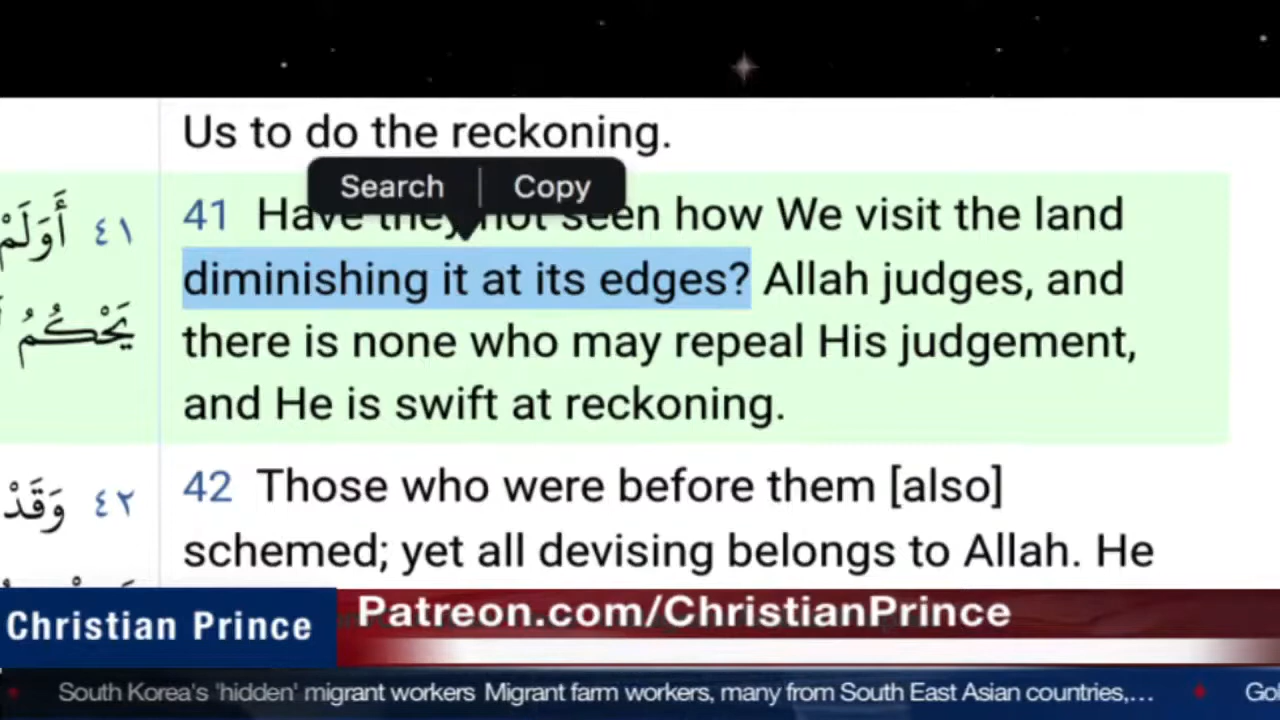 Us to do the reckoning.
Search | Copy
٤١ أَوَلَمْ
41 Have they not seen how We visit the land
diminishing it at its edges? Allah judges, and
يَحْكُمُ
there is none who may repeal His judgement,
and He is swift at reckoning.
٤٢ وَقَدْ
42 Those who were before them [also]
schemed; yet all devising belongs to Allah. He
Christian Prince
Patreon.com/ChristianPrince
South Korea's 'hidden' migrant workers Migrant farm workers, many from South East Asian countries,…